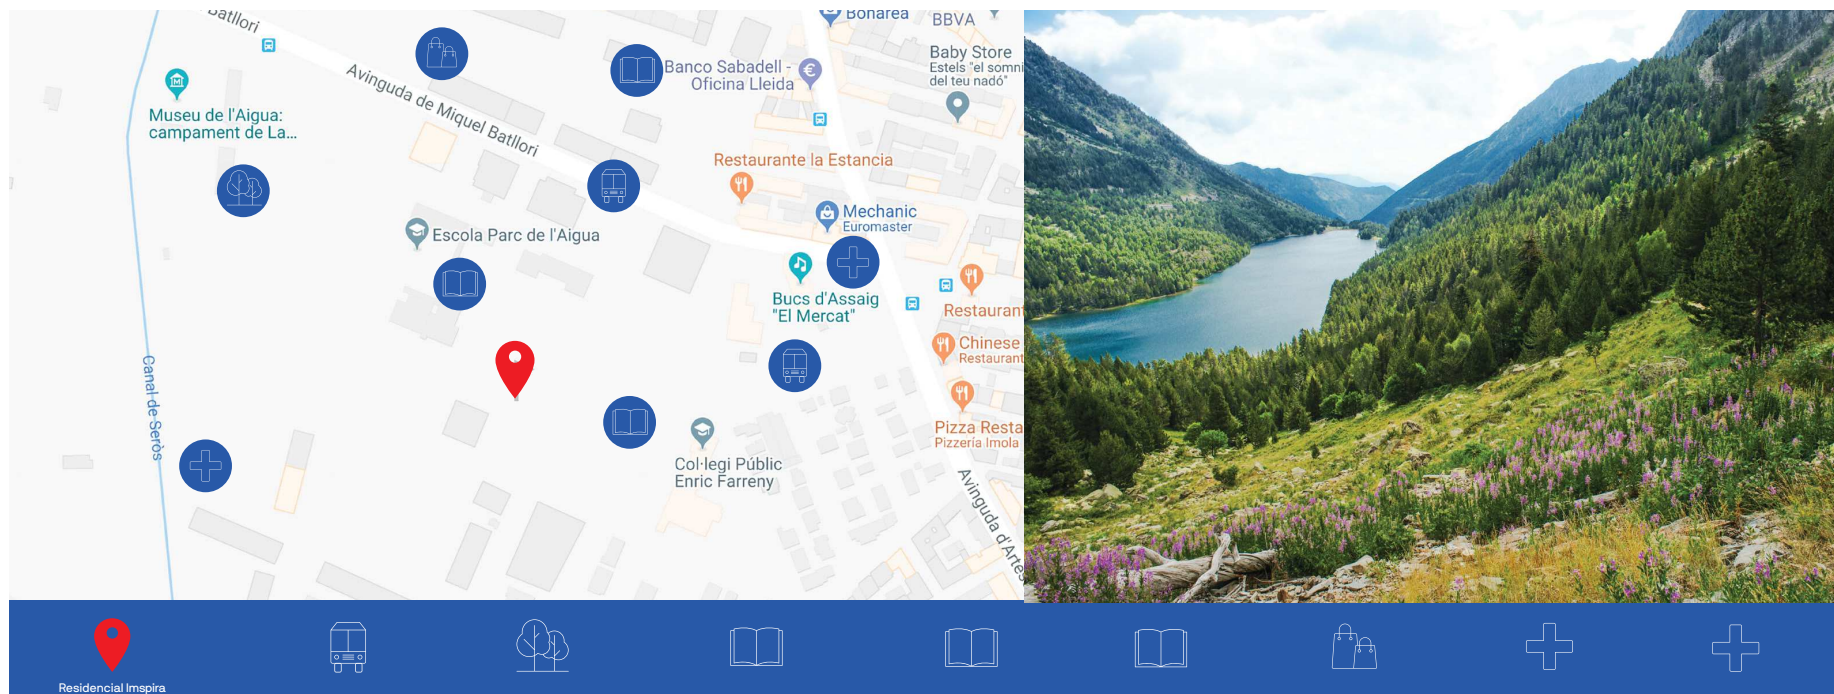 Batllori
Bonarea
BBVA
Avinguda de Miquel Batllori
Banco Sabadell -
Oficina Lleida
Baby Store
Estels "el somni
del teu nadó"
Museu de l'Aigua:
campament de La...
Restaurante la Estancia
Mechanic
Euromaster
Escola Parc de l'Aigua
Bucs d'Assaig
"El Mercat"
Restaurant
Chinese
Restaurant
Canal de Seròs
Pizza Resta
Pizzería Imola
Col·legi Públic
Enric Farreny
Avinguda d'Artes
Residencial Imspira